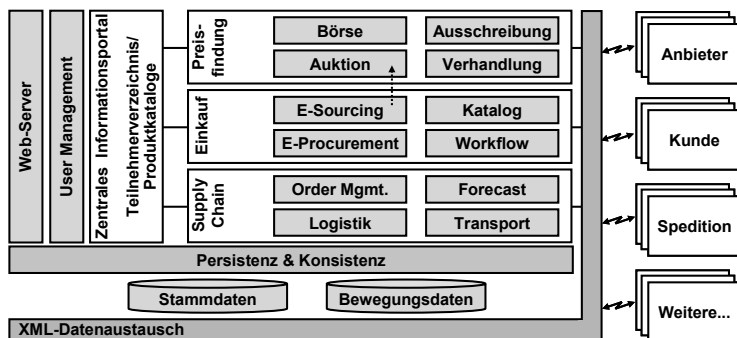 Web-Server
User Management
Zentrales Informationsportal
Teilnehmerverzeichnis/
Produktkataloge
Preis-
findung
Börse
Ausschreibung
Auktion
Verhandlung
Einkauf
E-Sourcing
Katalog
E-Procurement
Workflow
Supply
Chain
Order Mgmt.
Forecast
Logistik
Transport
Persistenz & Konsistenz
Stammdaten
Bewegungsdaten
XML-Datenaustausch
Anbieter
Kunde
Spedition
Weitere...